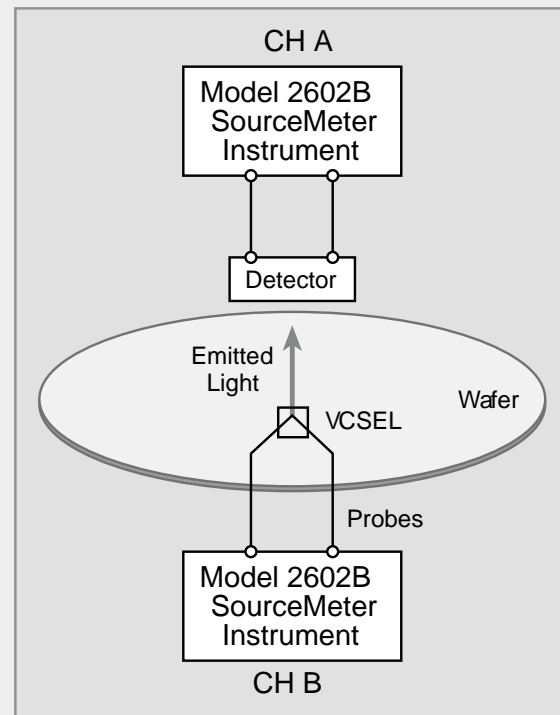 CH A
Model 2602B
SourceMeter
Instrument
Detector
Emitted
Light
Wafer
VCSEL
Probes
Model 2602B
SourceMeter
Instrument
CH B